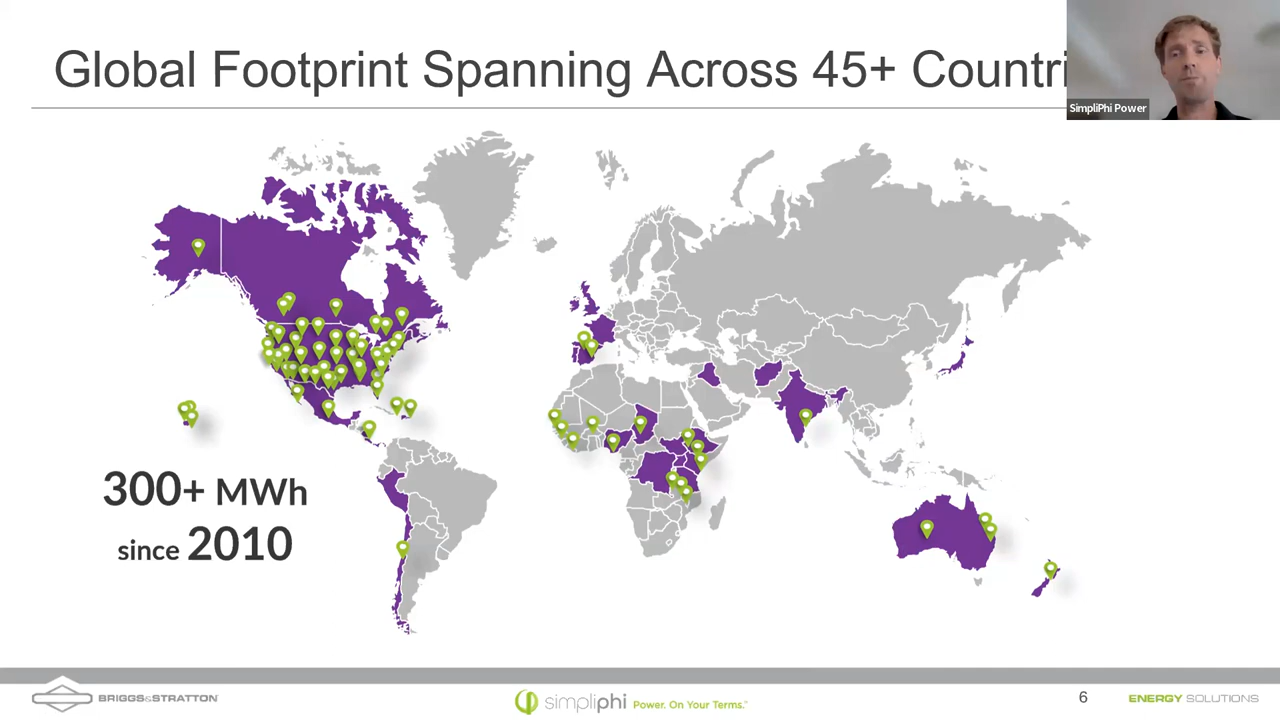 Global Footprint Spanning Across 45+ Countri
SimpliPhi Power
300+ MWh
since 2010
BRIGGS&STRATTON
simpliphi Power. On Your Terms.™
6
ENERGY SOLUTIONS